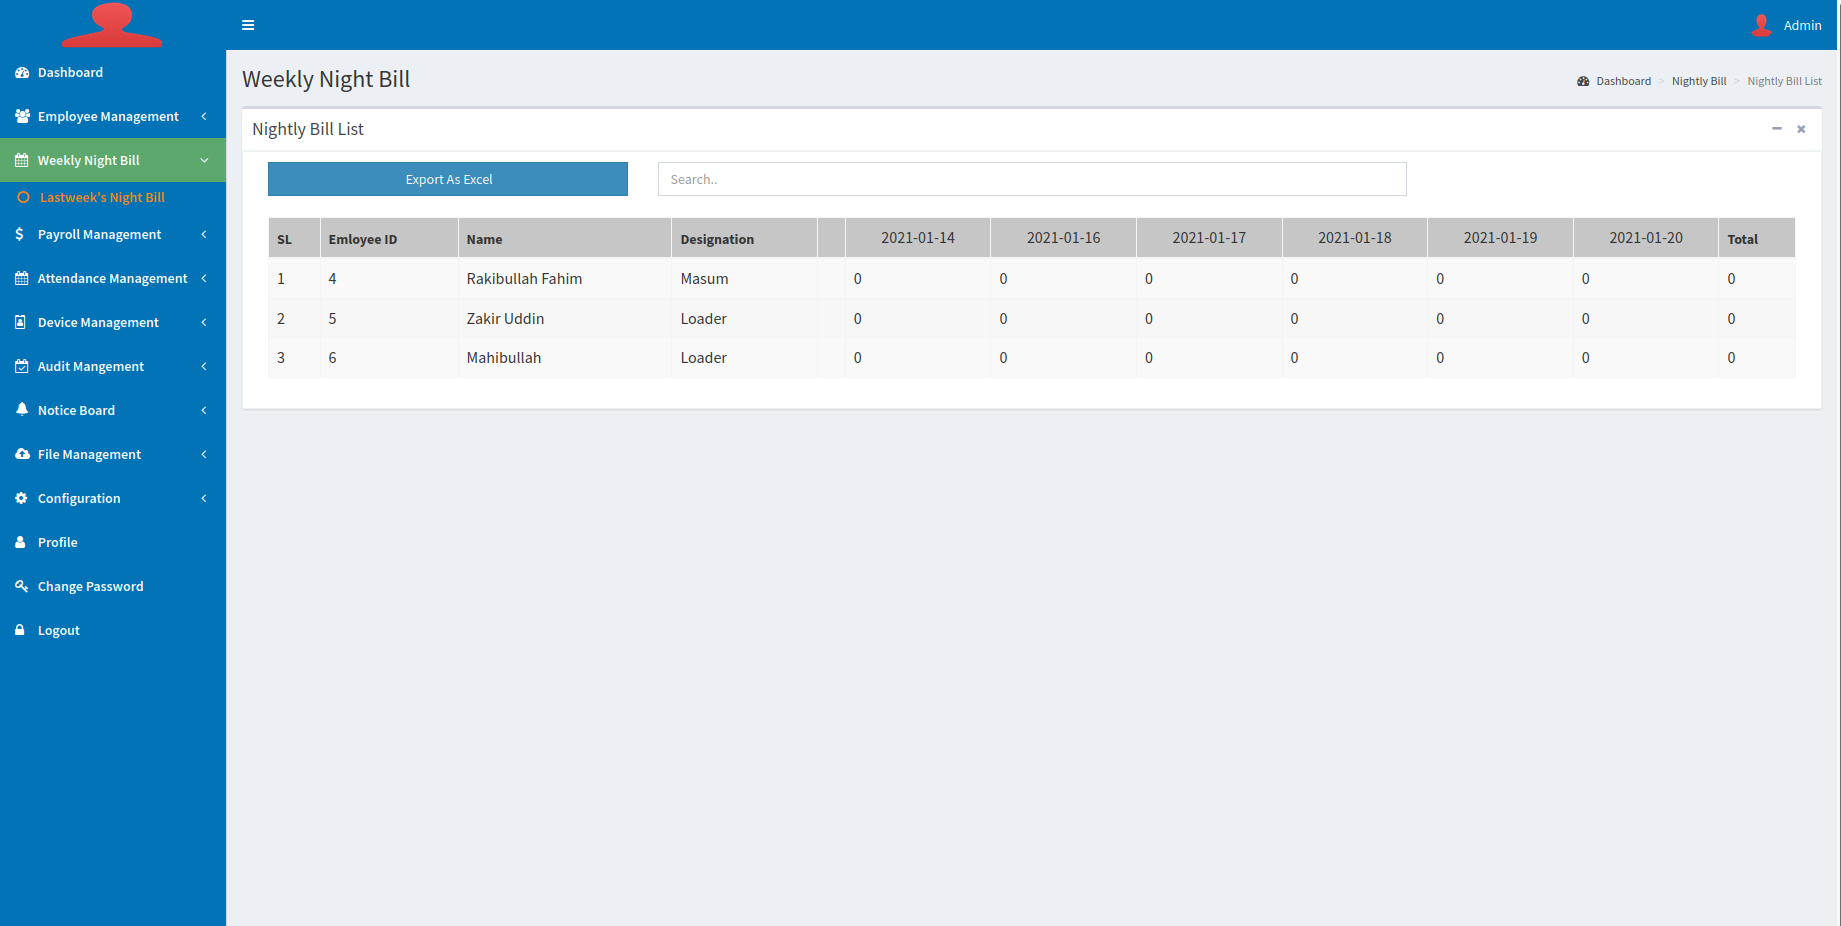 Admin
Dashboard
Employee Management
Weekly Night Bill
Lastweek's Night Bill
Payroll Management
Attendance Management
Device Management
Audit Mangement
Notice Board
File Management
Configuration
Profile
Change Password
Logout
Weekly Night Bill
Dashboard > Nightly Bill > Nightly Bill List
Nightly Bill List
Export As Excel
Search..
SL Emloyee ID Name Designation 2021-01-14 2021-01-16 2021-01-17 2021-01-18 2021-01-19 2021-01-20 Total
1 4 Rakibullah Fahim Masum 0 0 0 0 0 0 0
2 5 Zakir Uddin Loader 0 0 0 0 0 0 0
3 6 Mahibullah Loader 0 0 0 0 0 0 0